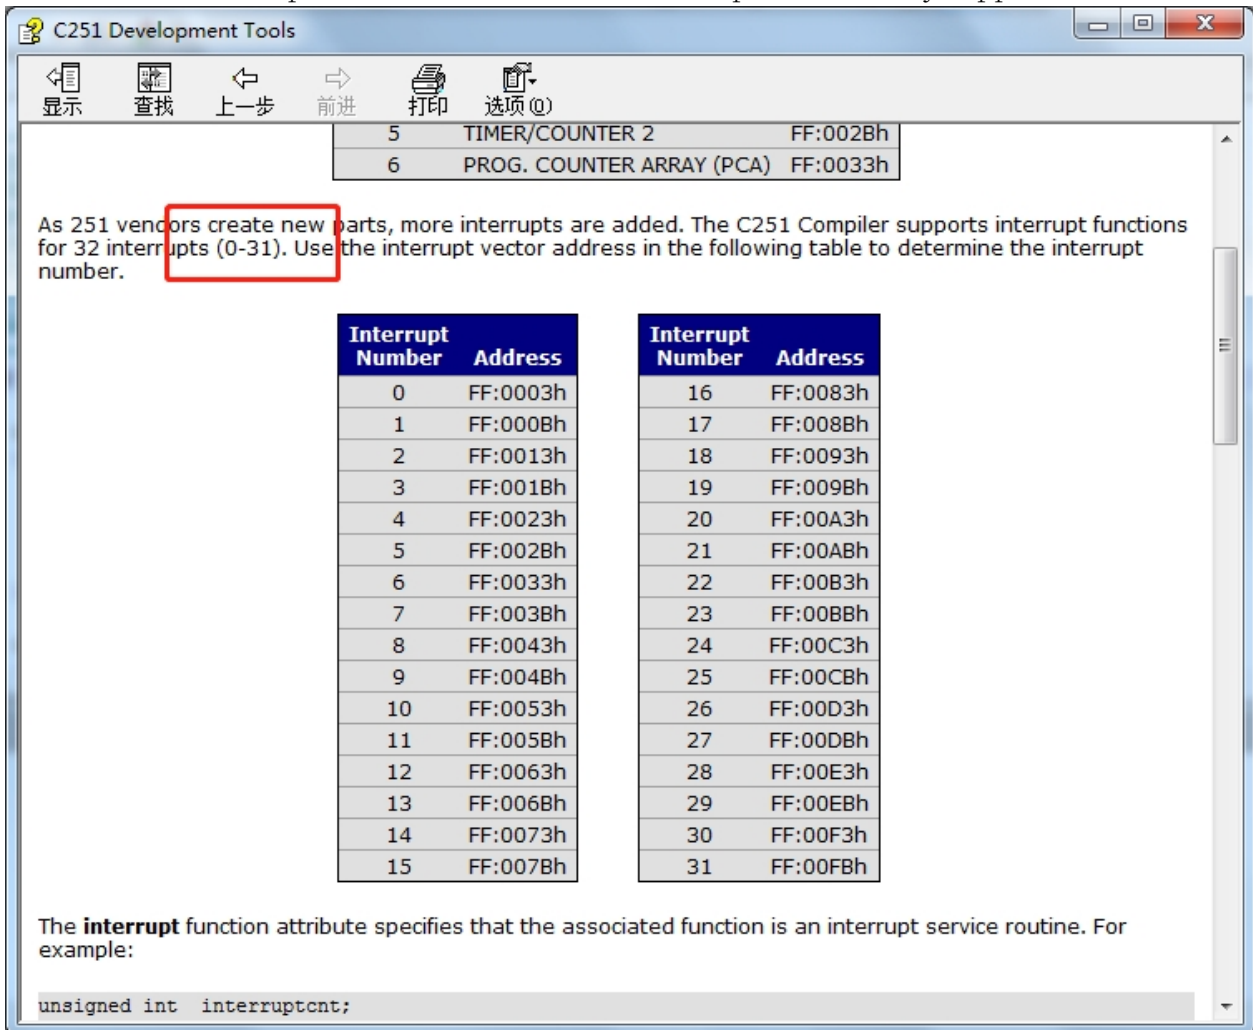 C251 Development Tools
显示 查找 上一步 前进 打印 选项(O)
5 TIMER/COUNTER 2 FF:002Bh
6 PROG. COUNTER ARRAY (PCA) FF:0033h
As 251 vendors create new parts, more interrupts are added. The C251 Compiler supports interrupt functions
for 32 interrupts (0-31). Use the interrupt vector address in the following table to determine the interrupt
number.
Interrupt
Number Address
0 FF:0003h
1 FF:000Bh
2 FF:0013h
3 FF:001Bh
4 FF:0023h
5 FF:002Bh
6 FF:0033h
7 FF:003Bh
8 FF:0043h
9 FF:004Bh
10 FF:0053h
11 FF:005Bh
12 FF:0063h
13 FF:006Bh
14 FF:0073h
15 FF:007Bh
Interrupt
Number Address
16 FF:0083h
17 FF:008Bh
18 FF:0093h
19 FF:009Bh
20 FF:00A3h
21 FF:00ABh
22 FF:00B3h
23 FF:00BBh
24 FF:00C3h
25 FF:00CBh
26 FF:00D3h
27 FF:00DBh
28 FF:00E3h
29 FF:00EBh
30 FF:00F3h
31 FF:00FBh
The interrupt function attribute specifies that the associated function is an interrupt service routine. For
example:
unsigned int interruptcnt;